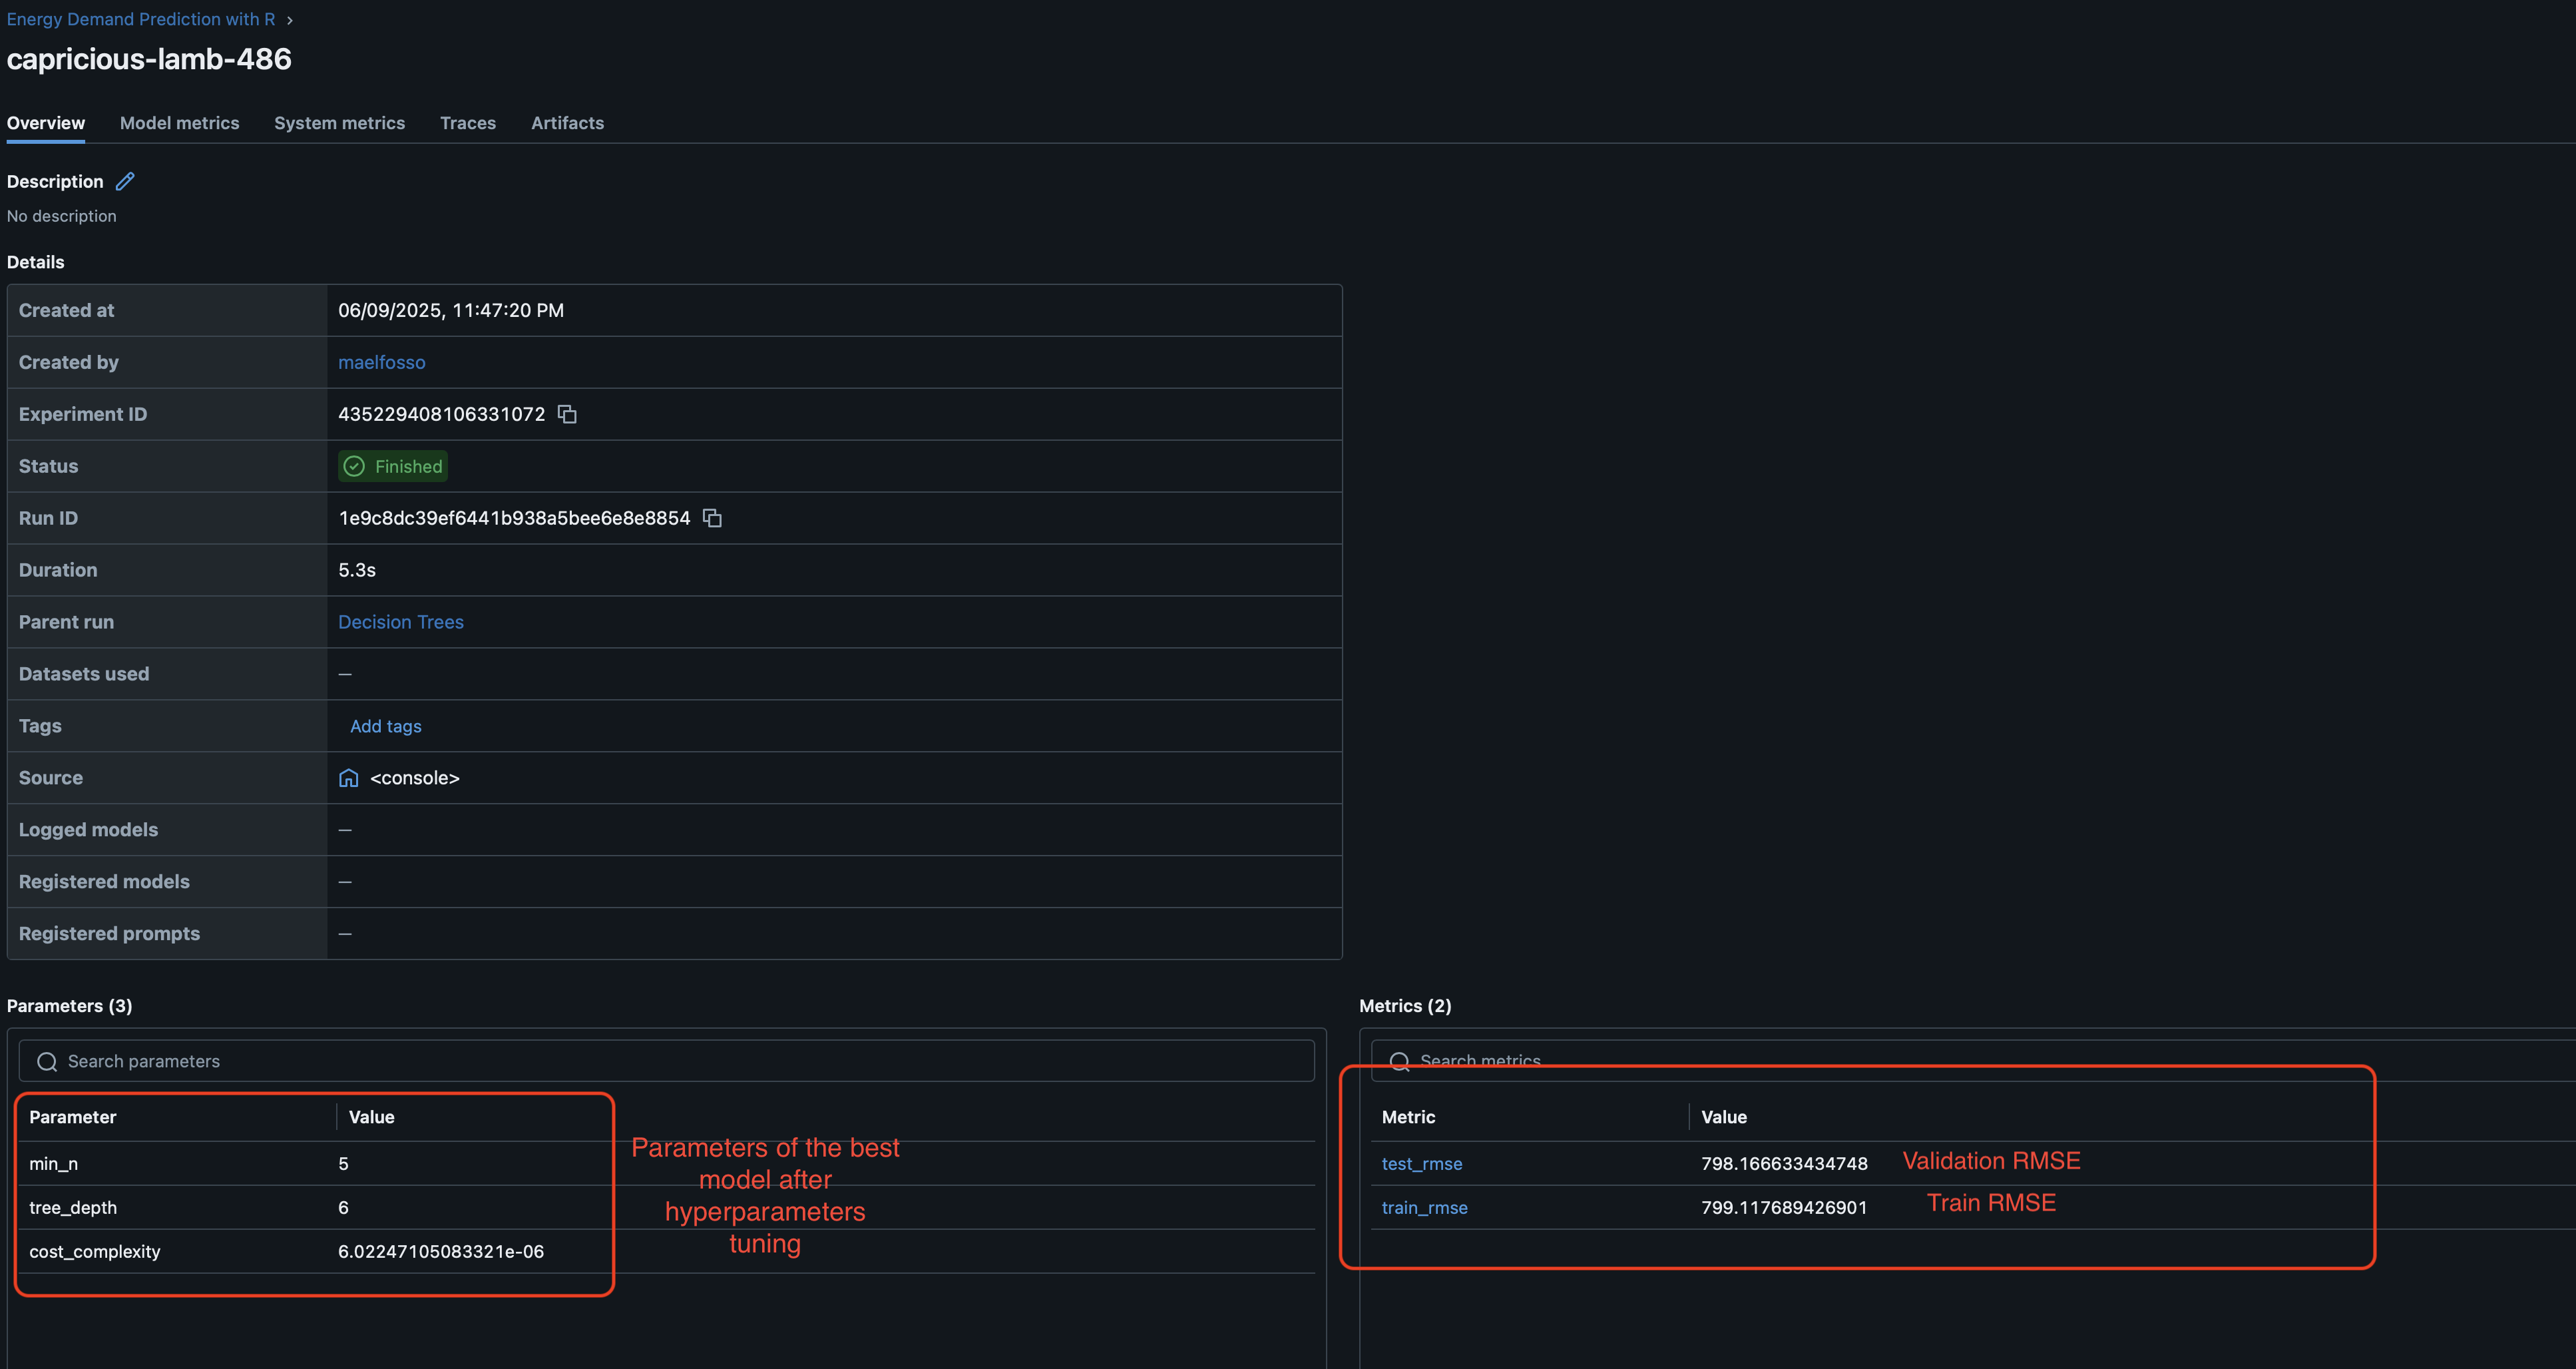 Energy Demand Prediction with R ›
capricious-lamb-486
Overview Model metrics System metrics Traces Artifacts
Description
No description
Details
Created at 06/09/2025, 11:47:20 PM
Created by maelfosso
Experiment ID 435229408106331072
Status Finished
Run ID 1e9c8dc39ef6441b938a5bee6e8e8854
Duration 5.3s
Parent run Decision Trees
Datasets used —
Tags Add tags
Source <console>
Logged models —
Registered models —
Registered prompts —
Parameters (3)
Search parameters
Parameter Value
min_n 5
tree_depth 6
cost_complexity 6.02247105083321e-06
Parameters of the best
model after
hyperparameters
tuning
Metrics (2)
Search metrics
Metric Value
test_rmse 798.166633434748 Validation RMSE
train_rmse 799.117689426901 Train RMSE